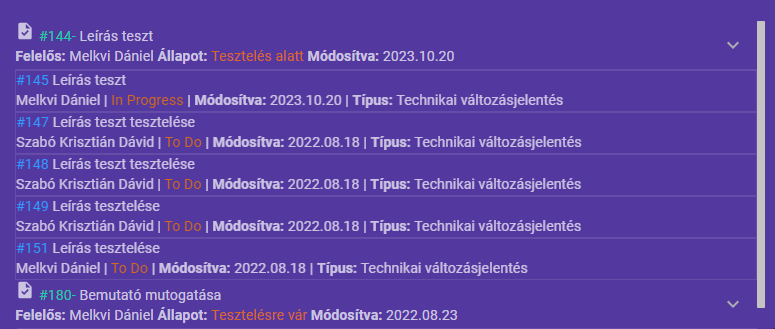 #144- Leírás teszt
Felelős: Melkvi Dániel Állapot: Tesztelés alatt Módosítva: 2023.10.20
#145 Leírás teszt
Melkvi Dániel | In Progress | Módosítva: 2023.10.20 | Típus: Technikai változásjelentés
#147 Leírás teszt tesztelése
Szabó Krisztián Dávid | To Do | Módosítva: 2022.08.18 | Típus: Technikai változásjelentés
#148 Leírás teszt tesztelése
Szabó Krisztián Dávid | To Do | Módosítva: 2022.08.18 | Típus: Technikai változásjelentés
#149 Leírás tesztelése
Szabó Krisztián Dávid | To Do | Módosítva: 2022.08.18 | Típus: Technikai változásjelentés
#151 Leírás tesztelése
Melkvi Dániel | To Do | Módosítva: 2022.08.18 | Típus: Technikai változásjelentés
#180- Bemutató mutogatása
Felelős: Melkvi Dániel Állapot: Tesztelésre vár Módosítva: 2022.08.23